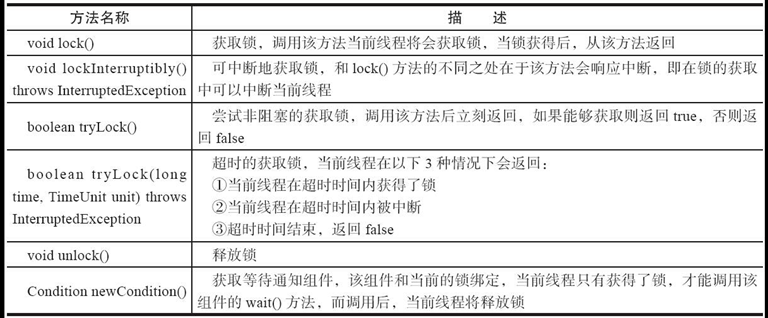 方法名称 描 述
void lock() 获取锁，调用该方法当前线程将会获取锁，当锁获得后，从该方法返回
void lockInterruptibly() throws InterruptedException 可中断地获取锁，和 lock() 方法的不同之处在于该方法会响应中断，即在锁的获取
中可以中断当前线程
boolean tryLock() 尝试非阻塞的获取锁，调用该方法后立刻返回，如果能够获取则返回 true，否则返
回 false
boolean tryLock(long
time, TimeUnit unit) throws
InterruptedException
超时的获取锁，当前线程在以下 3 种情况下会返回：
①当前线程在超时时间内获得了锁
②当前线程在超时时间内被中断
③超时时间结束，返回 false
void unlock() 释放锁
Condition newCondition() 获取等待通知组件，该组件和当前的锁绑定，当前线程只有获得了锁，才能调用该
组件的 wait() 方法，而调用后，当前线程将释放锁